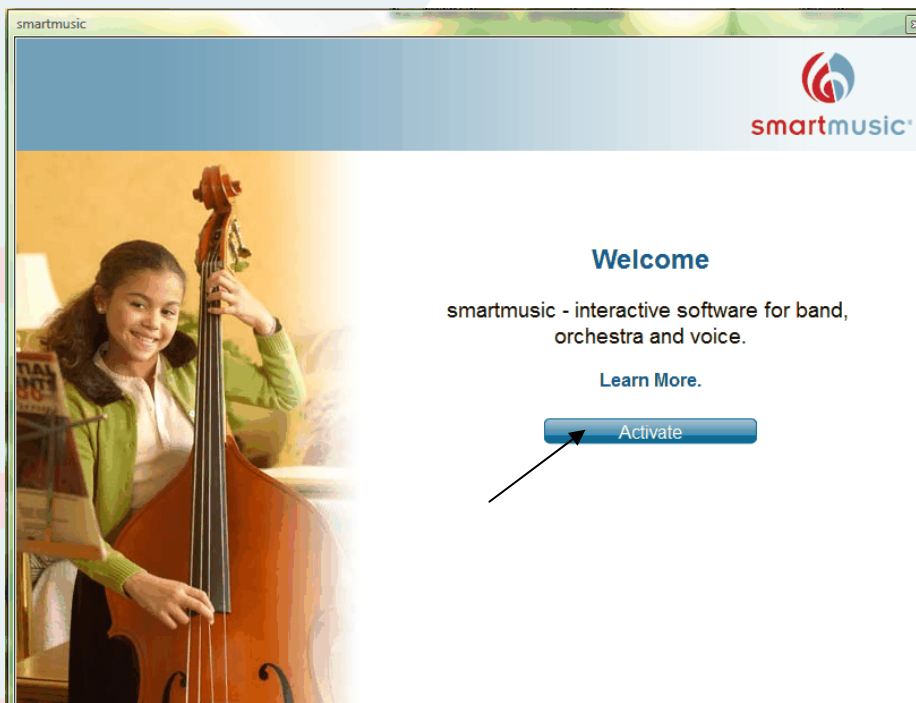 smartmusic
smartmusic
Welcome
smartmusic - interactive software for band,
orchestra and voice.
Learn More.
Activate